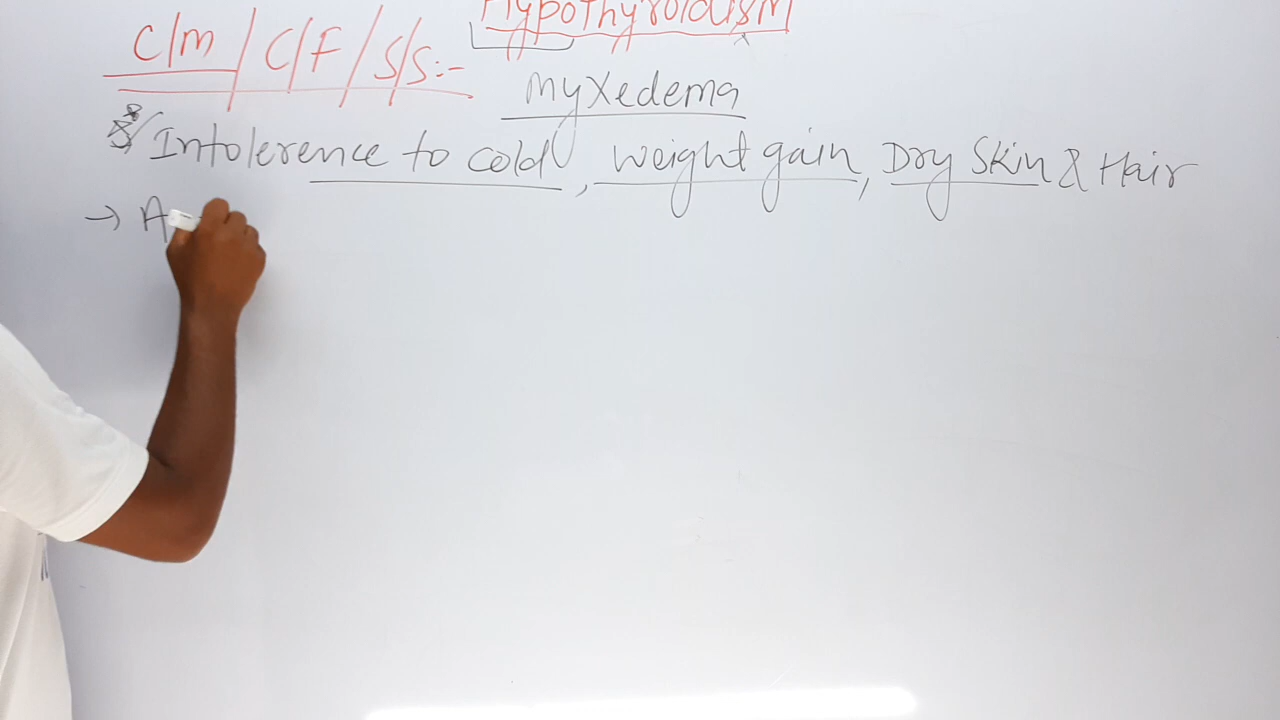 Hypothyroidism
C/m / C/F / S/S:-
Myxedema
Intolerence to cold, weight gain, Dry Skin & Hair
→ A